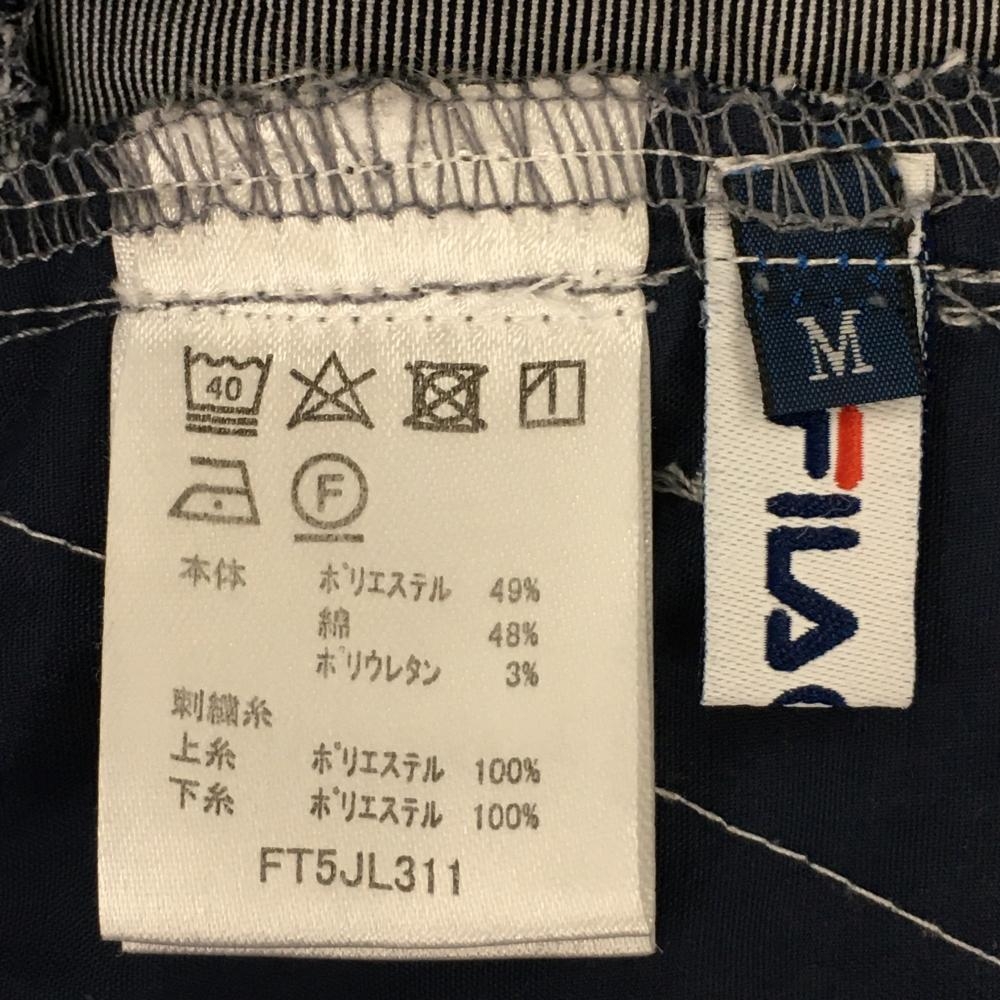 40
F
本体 ポリエステル 49%
綿 48%
ポリウレタン 3%
刺繍糸
上糸 ポリエステル 100%
下糸 ポリエステル 100%
FT5JL311
M
FILA